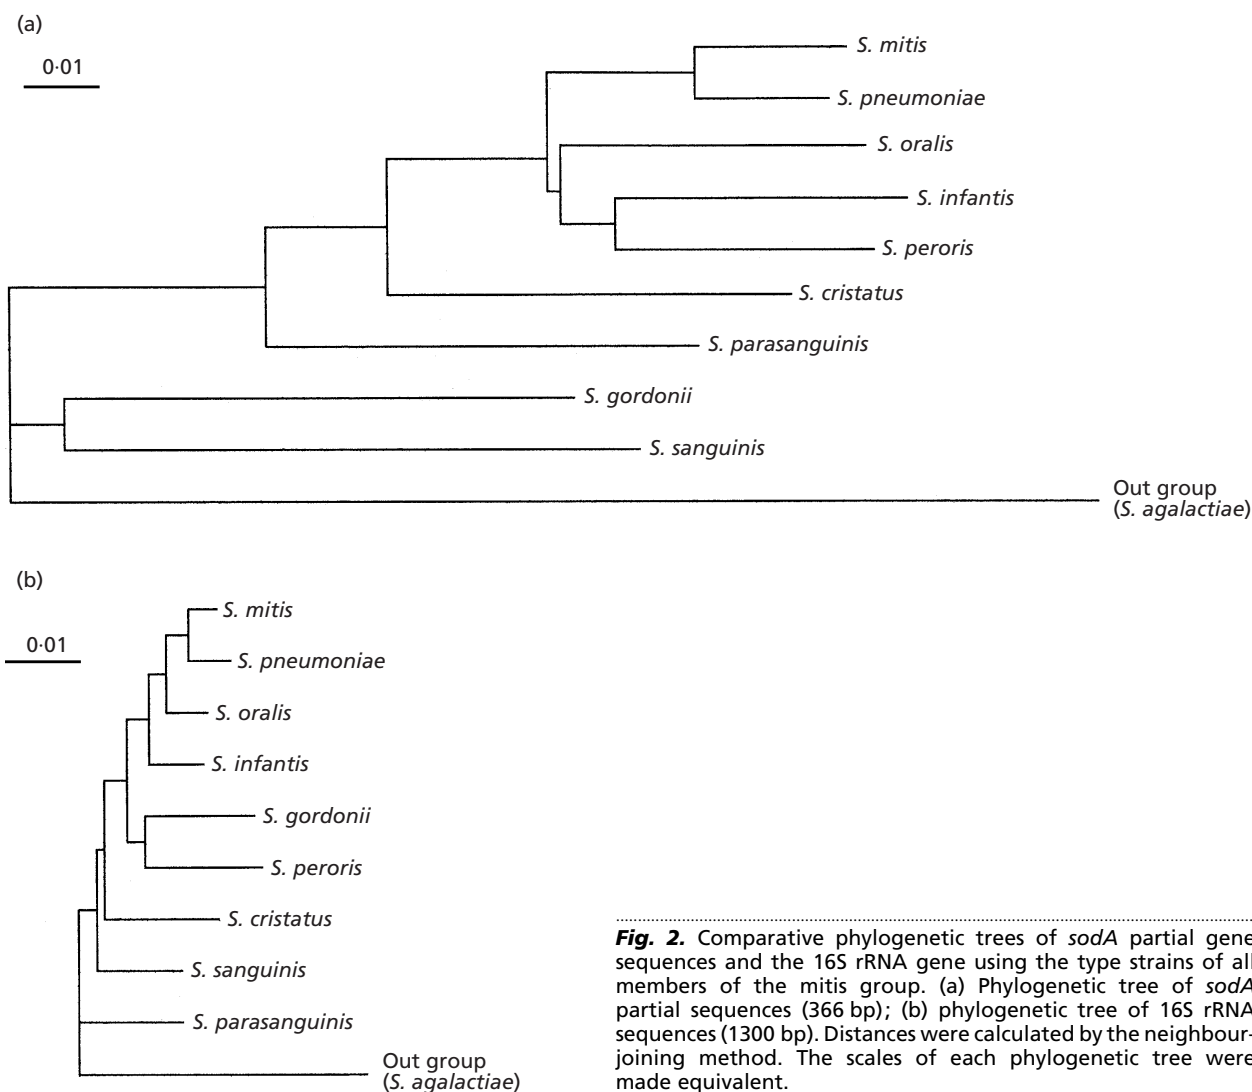 (a)
0·01
S. mitis
S. pneumoniae
S. oralis
S. infantis
S. peroris
S. cristatus
S. parasanguinis
S. gordonii
S. sanguinis
Out group
(S. agalactiae)
(b)
0·01
S. mitis
S. pneumoniae
S. oralis
S. infantis
S. gordonii
S. peroris
S. cristatus
S. sanguinis
S. parasanguinis
Out group
(S. agalactiae)
Fig. 2. Comparative phylogenetic trees of sodA partial gene
sequences and the 16S rRNA gene using the type strains of all
members of the mitis group. (a) Phylogenetic tree of sodA
partial sequences (366 bp); (b) phylogenetic tree of 16S rRNA
sequences (1300 bp). Distances were calculated by the neighbour-
joining method. The scales of each phylogenetic tree were
made equivalent.